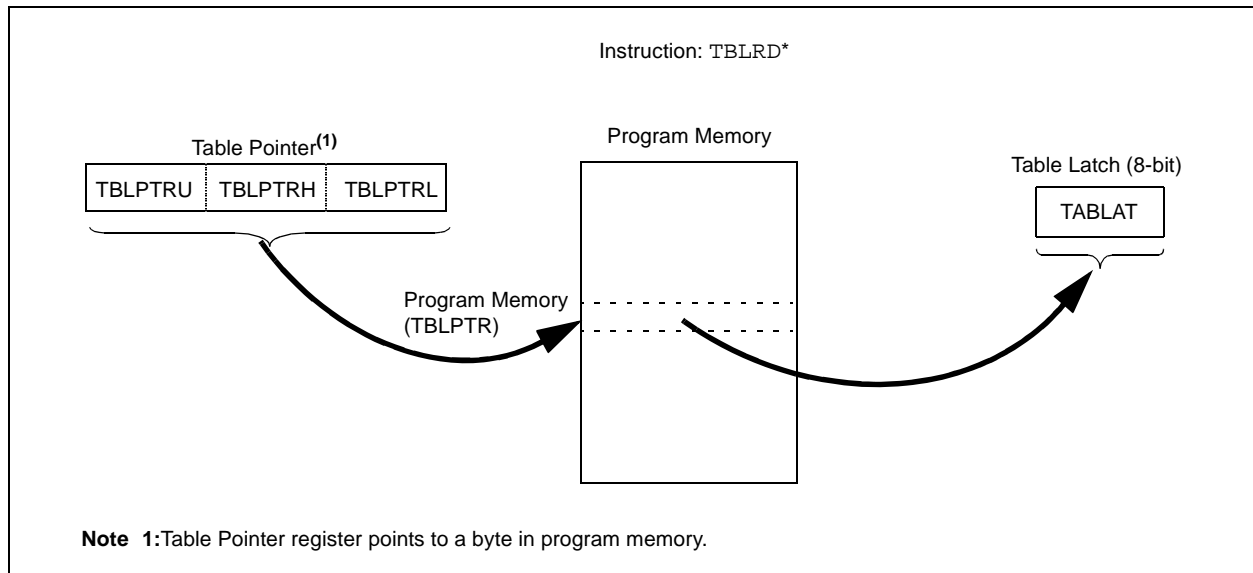 Instruction: TBLRD*
Table Pointer(1)
Program Memory
Table Latch (8-bit)
TBLPTRU TBLPTRH TBLPTRL
TABLAT
Program Memory
(TBLPTR)
Note 1:Table Pointer register points to a byte in program memory.